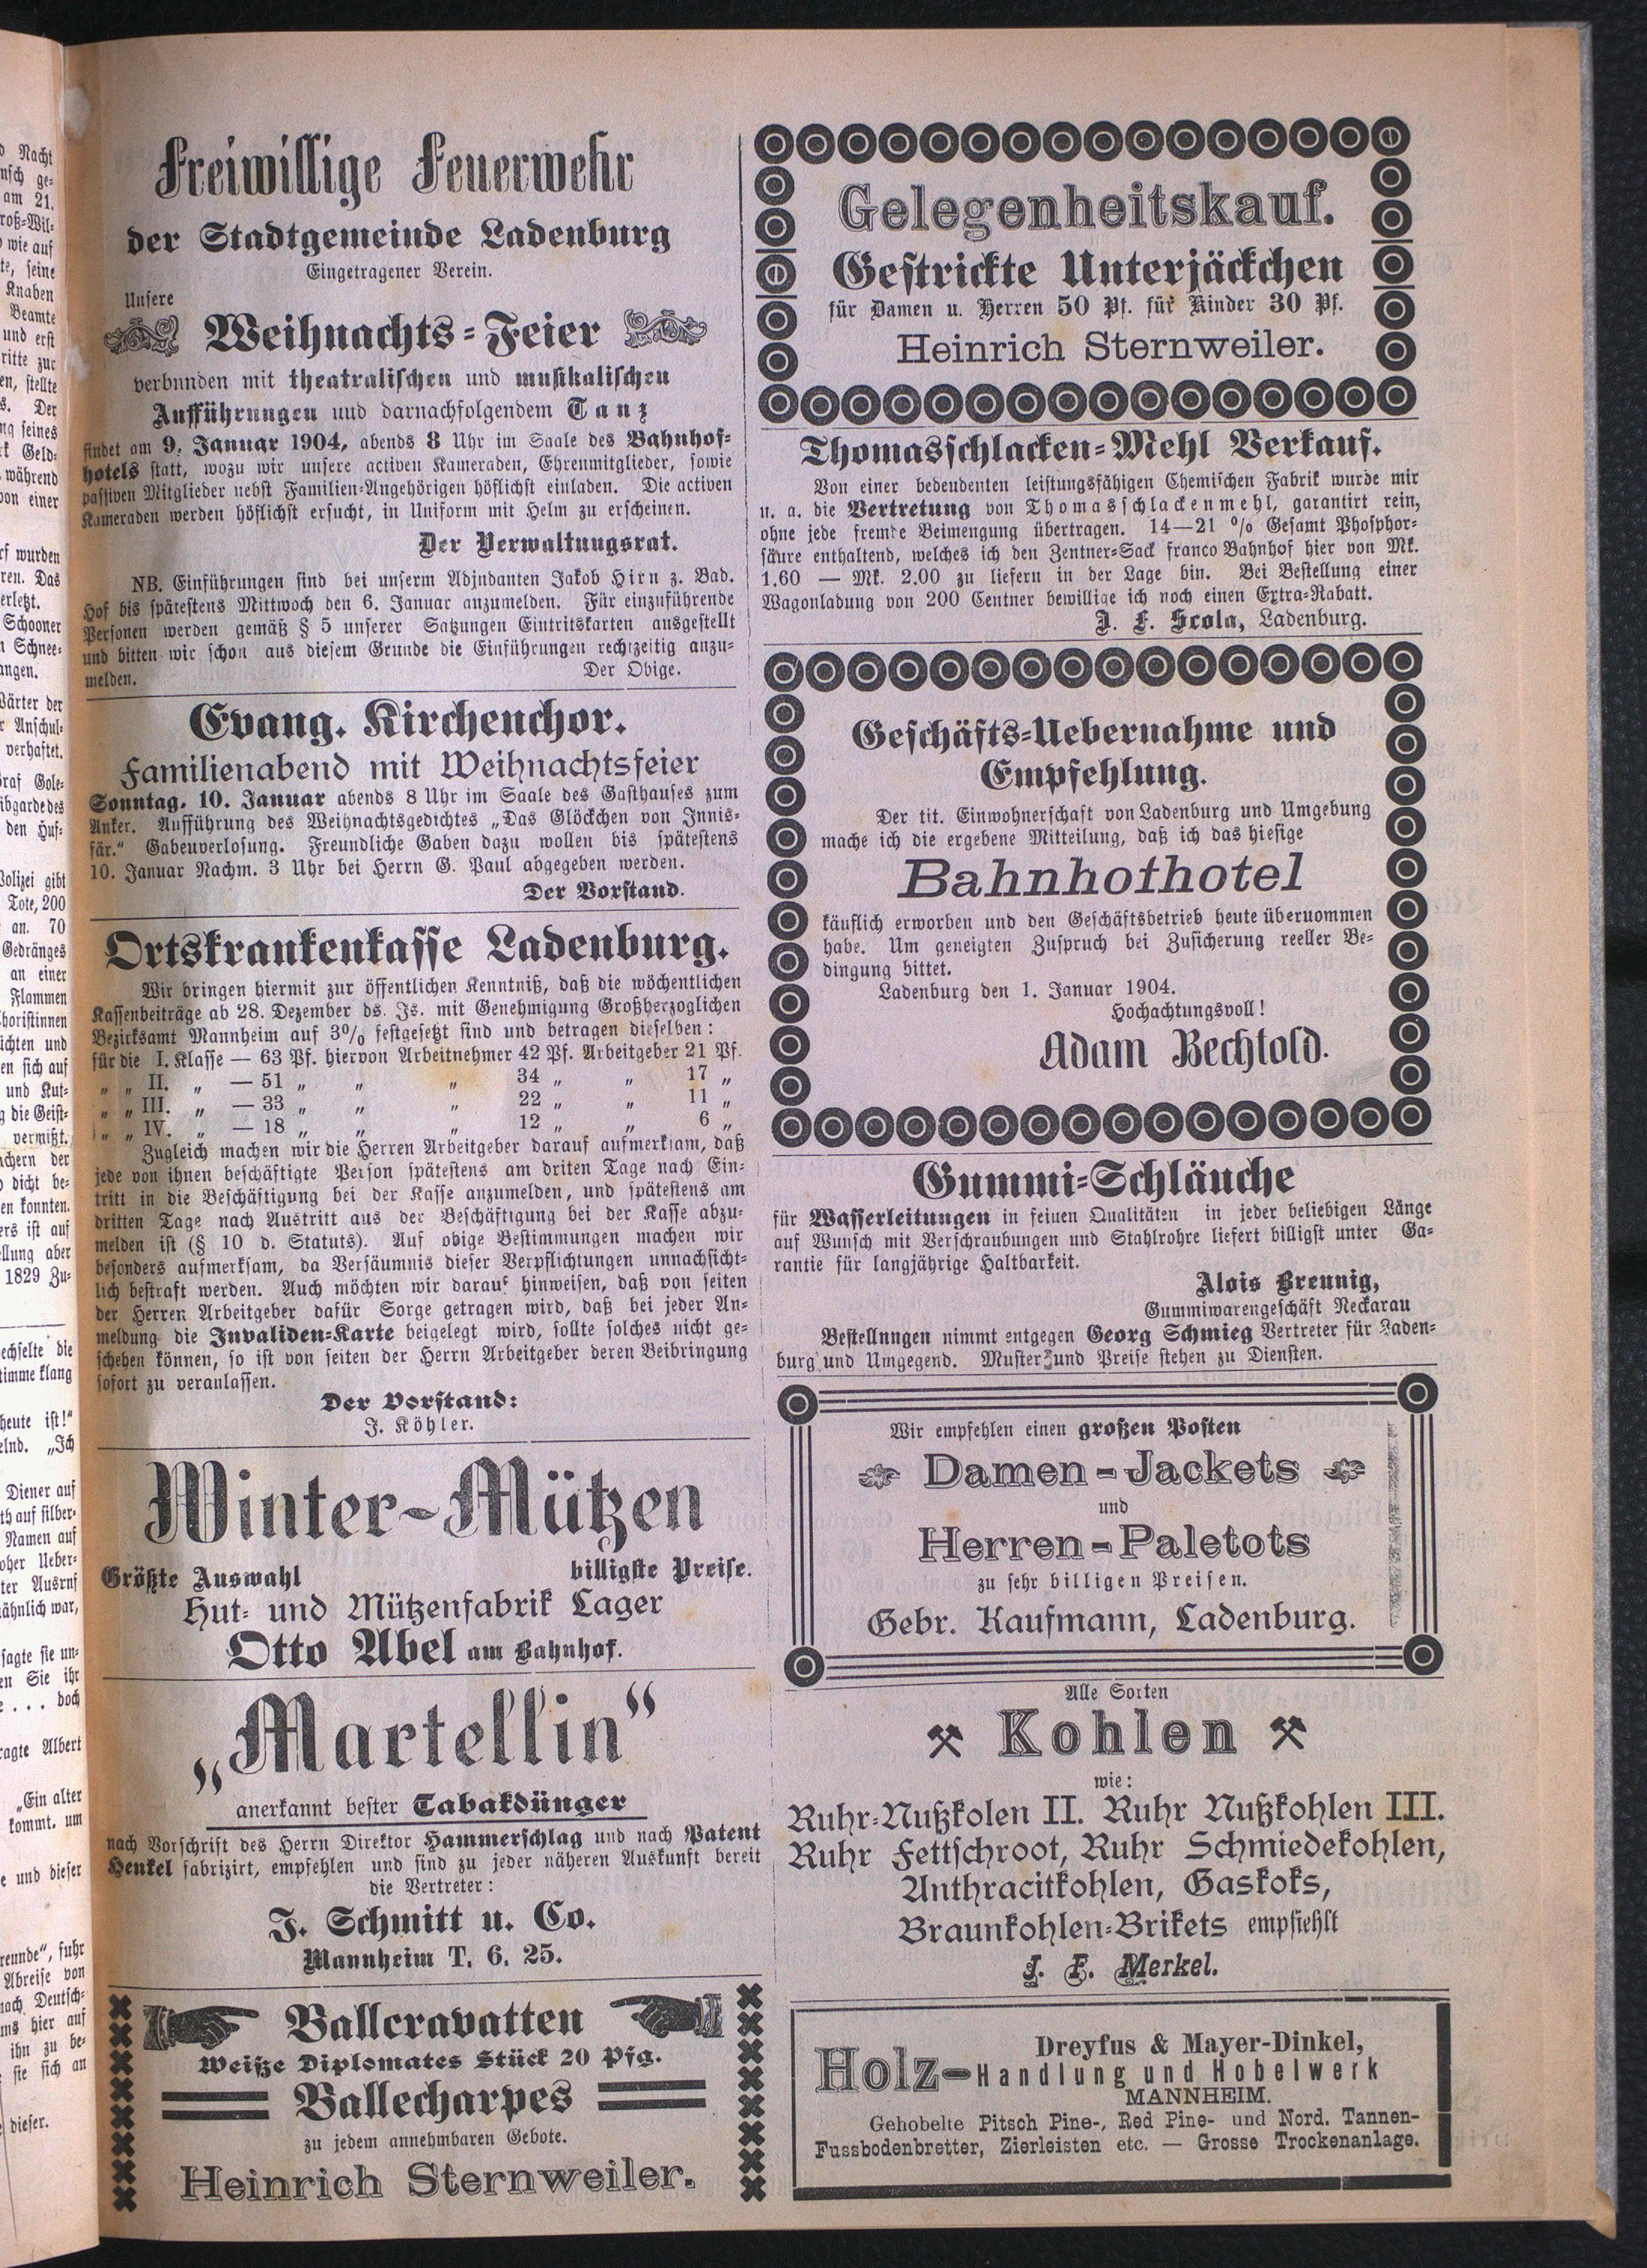 Freiwillige Feuerwehr
der Stadtgemeinde Ladenburg
Eingetragener Verein.
Unsere
Weihnachts-Feier
verbunden mit theatralischen und musikalischen
Aufführungen und darnachfolgendem Tanz
findet am 9. Januar 1904, abends 8 Uhr im Saale des Bahnhof-
hotels statt, wozu wir unsere activen Kameraden, Ehrenmitglieder, sowie
passiven Mitglieder nebst Familien-Angehörigen höflichst einladen. Die activen
Kameraden werden höflichst ersucht, in Uniform mit Helm zu erscheinen.
Der Verwaltungsrat.
NB. Einführungen sind bei unserm Adjudanten Jakob Hirn z. Bad.
Hof bis spätestens Mittwoch den 6. Januar anzumelden. Für einzuführende
Personen werden gemäß § 5 unserer Satzungen Eintritskarten ausgestellt
und bitten wir schon aus diesem Grunde die Einführungen rechtzeitig anzu-
melden. Der Obige.
Evang. Kirchenchor.
Familienabend mit Weihnachtsfeier
Sonntag, 10. Januar abends 8 Uhr im Saale des Gasthauses zum
Anker. Aufführung des Weihnachtsgedichtes „Das Glöckchen von Innis-
fär.“ Gabenverlosung. Freundliche Gaben dazu wollen bis spätestens
10. Januar Nachm. 3 Uhr bei Herrn G. Paul abgegeben werden.
Der Vorstand.
Ortskrankenkasse Ladenburg.
Wir bringen hiermit zur öffentlichen Kenntniß, daß die wöchentlichen
Kassenbeiträge ab 28. Dezember ds. Js. mit Genehmigung Großherzoglichen
Bezirksamt Mannheim auf 3% festgesetzt sind und betragen dieselben:
für die I. Klasse — 63 Pf. hiervon Arbeitnehmer 42 Pf. Arbeitgeber 21 Pf.
„ „ II. „ — 51 „ „ „ 34 „ „ 17 „
„ „ III. „ — 33 „ „ „ 22 „ „ 11 „
„ „ IV. „ — 18 „ „ „ 12 „ „ 6 „
Zugleich machen wir die Herren Arbeitgeber darauf aufmerksam, daß
jede von ihnen beschäftigte Person spätestens am driten Tage nach Ein-
tritt in die Beschäftigung bei der Kasse anzumelden, und spätestens am
dritten Tage nach Austritt aus der Beschäftigung bei der Kasse abzu-
melden ist (§ 10 d. Statuts). Auf obige Bestimmungen machen wir
besonders aufmerksam, da Versäumnis dieser Verpflichtungen unnachsicht-
lich bestraft werden. Auch möchten wir darauf hinweisen, daß von seiten
der Herren Arbeitgeber dafür Sorge getragen wird, daß bei jeder An-
meldung die Invaliden-Karte beigelegt wird, sollte solches nicht ge-
schehen können, so ist von seiten der Herrn Arbeitgeber deren Beibringung
sofort zu veranlassen.
Der Vorstand:
J. Köhler.
Winter-Mützen
Größte Auswahl billigste Preise.
Hut- und Mützenfabrik Lager
Otto Abel am Bahnhof.
„Martellin“
anerkannt bester Tabakdünger
nach Vorschrift des Herrn Direktor Hammerschlag und nach Patent
Henkel fabrizirt, empfehlen und sind zu jeder näheren Auskunft bereit
die Vertreter:
J. Schmitt u. Co.
Mannheim T. 6. 25.
Ballcravatten
Weiße Diplomates Stück 20 Pfg.
Ballecharpes
zu jedem annehmbaren Gebote.
Heinrich Sternweiler.
Gelegenheitskauf.
Gestrickte Unterjäckchen
für Damen u. Herren 50 Pf. für Kinder 30 Pf.
Heinrich Sternweiler.
Thomasschlacken-Mehl Verkauf.
Von einer bedeudenten leistungsfähigen Chemischen Fabrik wurde mir
u. a. die Vertretung von Thomasschlackenmehl, garantirt rein,
ohne jede fremde Beimengung übertragen. 14—21 % Gesamt Phosphor-
säure enthaltend, welches ich den Zentner-Sack franco Bahnhof hier von Mk.
1.60 — Mk. 2.00 zu liefern in der Lage bin. Bei Bestellung einer
Wagonladung von 200 Centner bewillige ich noch einen Extra-Rabatt.
J. F. Scola, Ladenburg.
Geschäfts-Uebernahme und
Empfehlung.
Der tit. Einwohnerschaft von Ladenburg und Umgebung
mache ich die ergebene Mitteilung, daß ich das hiesige
Bahnhofhotel
käuflich erworben und den Geschäftsbetrieb heute übernommen
habe. Um geneigten Zuspruch bei Zusicherung reeller Be-
dingung bittet.
Ladenburg den 1. Januar 1904.
Hochachtungsvoll!
Adam Bechtold.
Gummi-Schläuche
für Wasserleitungen in feinen Qualitäten in jeder beliebigen Länge
auf Wunsch mit Verschraubungen und Stahlrohre liefert billigst unter Ga-
rantie für langjährige Haltbarkeit.
Alois Breunig,
Gummiwarengeschäft Neckarau
Bestellnngen nimmt entgegen Georg Schmieg Vertreter für Laden-
burg und Umgegend. Muster und Preise stehen zu Diensten.
Wir empfehlen einen großen Posten
Damen-Jackets
und
Herren-Paletots
zu sehr billigen Preisen.
Gebr. Kaufmann, Ladenburg.
Alle Sorten
Kohlen
wie:
Ruhr-Nußkolen II. Ruhr Nußkohlen III.
Ruhr Fettschroot, Ruhr Schmiedekohlen,
Anthracitkohlen, Gaskoks,
Braunkohlen-Brikets empfiehlt
J. F. Merkel.
Dreyfus & Mayer-Dinkel,
Holz-Handlung und Hobelwerk
MANNHEIM.
Gehobelte Pitsch Pine-, Red Pine- und Nord. Tannen-
Fussbodenbretter, Zierleisten etc. — Grosse Trockenanlage.